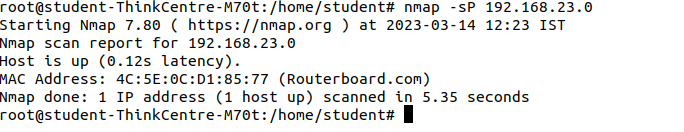 root@student-ThinkCentre-M70t:/home/student# nmap -sP 192.168.23.0
Starting Nmap 7.80 ( https://nmap.org ) at 2023-03-14 12:23 IST
Nmap scan report for 192.168.23.0
Host is up (0.12s latency).
MAC Address: 4C:5E:0C:D1:85:77 (Routerboard.com)
Nmap done: 1 IP address (1 host up) scanned in 5.35 seconds
root@student-ThinkCentre-M70t:/home/student#